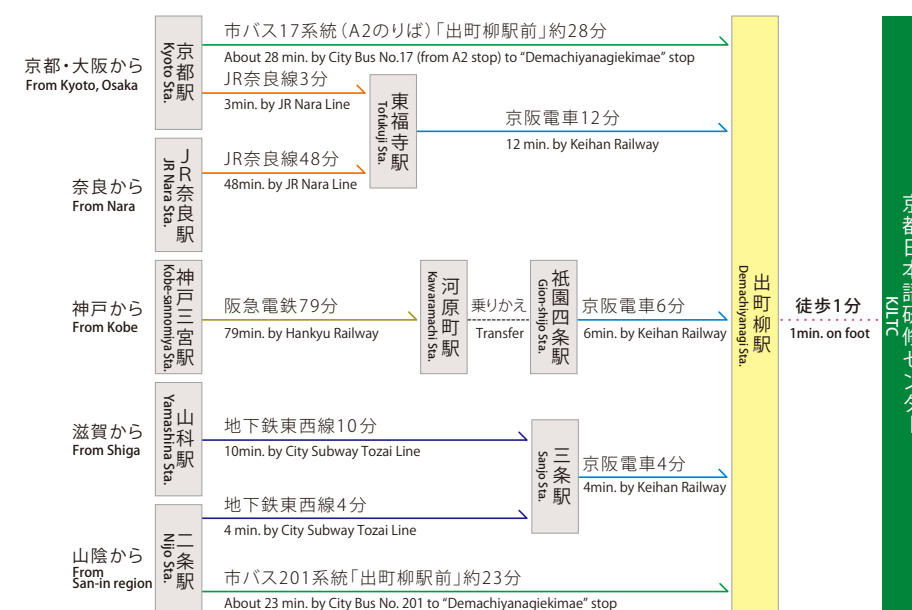 京都・大阪から
From Kyoto, Osaka
京都駅
Kyoto Sta.
市バス17系統（A2のりば）「出町柳駅前」約28分
About 28 min. by City Bus No.17 (from A2 stop) to “Demachiyanagiekimae” stop
JR奈良線3分
3min. by JR Nara Line
東福寺駅
Tofukuji Sta.
京阪電車12分
12 min. by Keihan Railway
奈良から
From Nara
JR奈良駅
JR Nara Sta.
JR奈良線48分
48min. by JR Nara Line
神戸から
From Kobe
神戸三宮駅
Kobe-sannomiya Sta.
阪急電鉄79分
79min. by Hankyu Railway
河原町駅
Kawaramachi Sta.
乗りかえ
Transfer
祇園四条駅
Gion-shijo Sta.
京阪電車6分
6min. by Keihan Railway
滋賀から
From Shiga
山科駅
Yamashina Sta.
地下鉄東西線10分
10min. by City Subway Tozai Line
三条駅
Sanjo Sta.
京阪電車4分
4min. by Keihan Railway
山陰から
From
San-in region
二条駅
Nijo Sta.
地下鉄東西線4分
4 min. by City Subway Tozai Line
市バス201系統「出町柳駅前」約23分
About 23 min. by City Bus No. 201 to “Demachiyanagiekimae” stop
出町柳駅
Demachiyanagi Sta.
徒歩1分
1min. on foot
京都日本語研修センター
KILTC